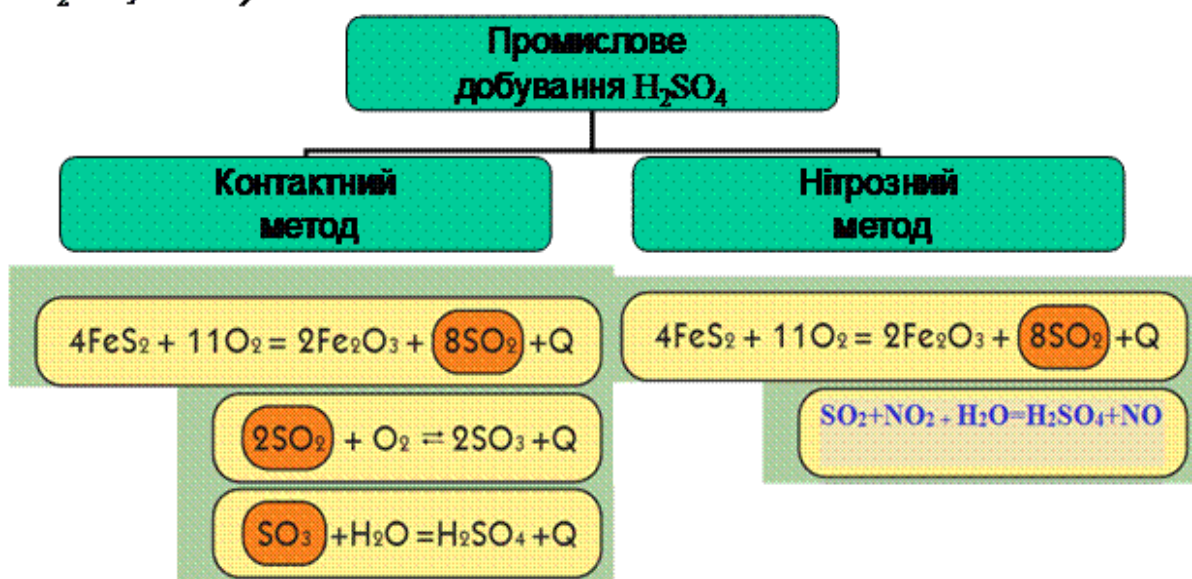 Промислове
добування H₂SO₄
Контактний
метод
Нітрозний
метод
4FeS₂ + 11O₂ = 2Fe₂O₃ + 8SO₂ +Q
2SO₂ + O₂ ⇄ 2SO₃ +Q
SO₃ +H₂O =H₂SO₄ +Q
4FeS₂ + 11O₂ = 2Fe₂O₃ + 8SO₂ +Q
SO₂+NO₂ + H₂O=H₂SO₄+NO